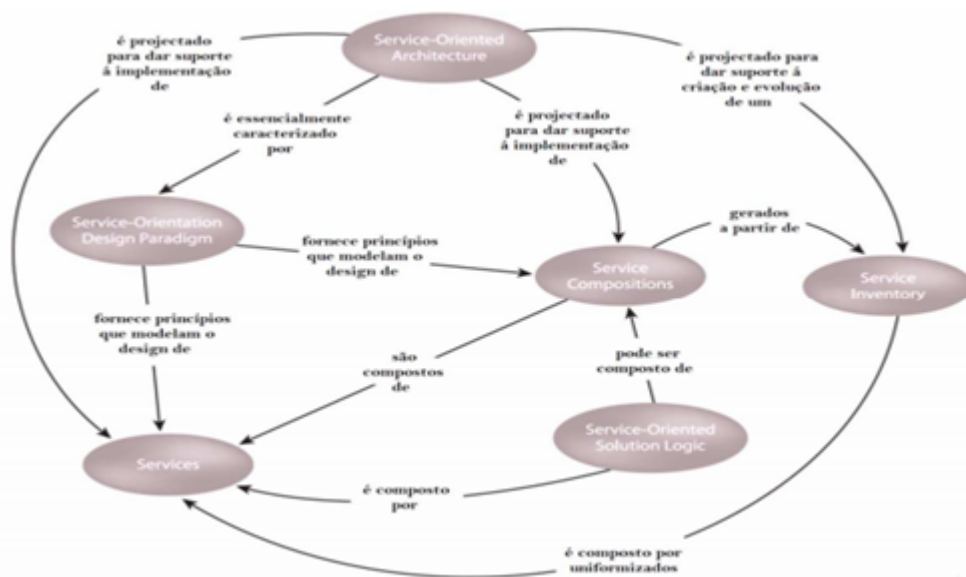 Service-Oriented
Architecture
é projectado
para dar suporte
á implementação
de
é projectado para
dar suporte á
criação e evolução
de um
é essencialmente
caracterizado
por
é projectado
para dar suporte
á implementação
de
Service-Orientation
Design Paradigm
gerados
a partir de
fornece princípios
que modelam o
design de
Service
Compositions
Service
Inventory
fornece princípios
que modelam o
design de
são
compostos
de
pode ser
composto de
Service-Oriented
Solution Logic
Services
é composto
por
é composto por
uniformizados